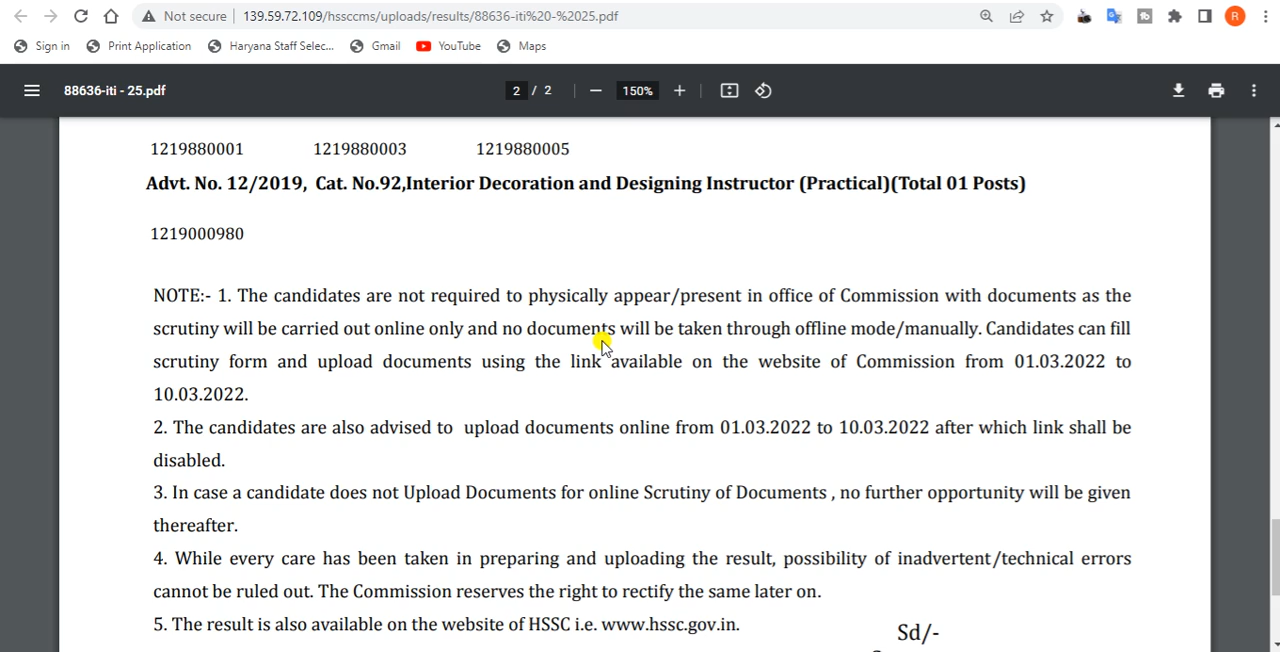 Not secure 139.59.72.109/hssccms/uploads/results/88636-iti%20-%2025.pdf
Sign in Print Application Haryana Staff Selec... Gmail YouTube Maps
88636-iti - 25.pdf 2 / 2 150%
1219880001 1219880003 1219880005
Advt. No. 12/2019, Cat. No.92,Interior Decoration and Designing Instructor (Practical)(Total 01 Posts)
1219000980
NOTE:- 1. The candidates are not required to physically appear/present in office of Commission with documents as the
scrutiny will be carried out online only and no documents will be taken through offline mode/manually. Candidates can fill
scrutiny form and upload documents using the link available on the website of Commission from 01.03.2022 to
10.03.2022.
2. The candidates are also advised to upload documents online from 01.03.2022 to 10.03.2022 after which link shall be
disabled.
3. In case a candidate does not Upload Documents for online Scrutiny of Documents , no further opportunity will be given
thereafter.
4. While every care has been taken in preparing and uploading the result, possibility of inadvertent/technical errors
cannot be ruled out. The Commission reserves the right to rectify the same later on.
5. The result is also available on the website of HSSC i.e. www.hssc.gov.in.
Sd/-